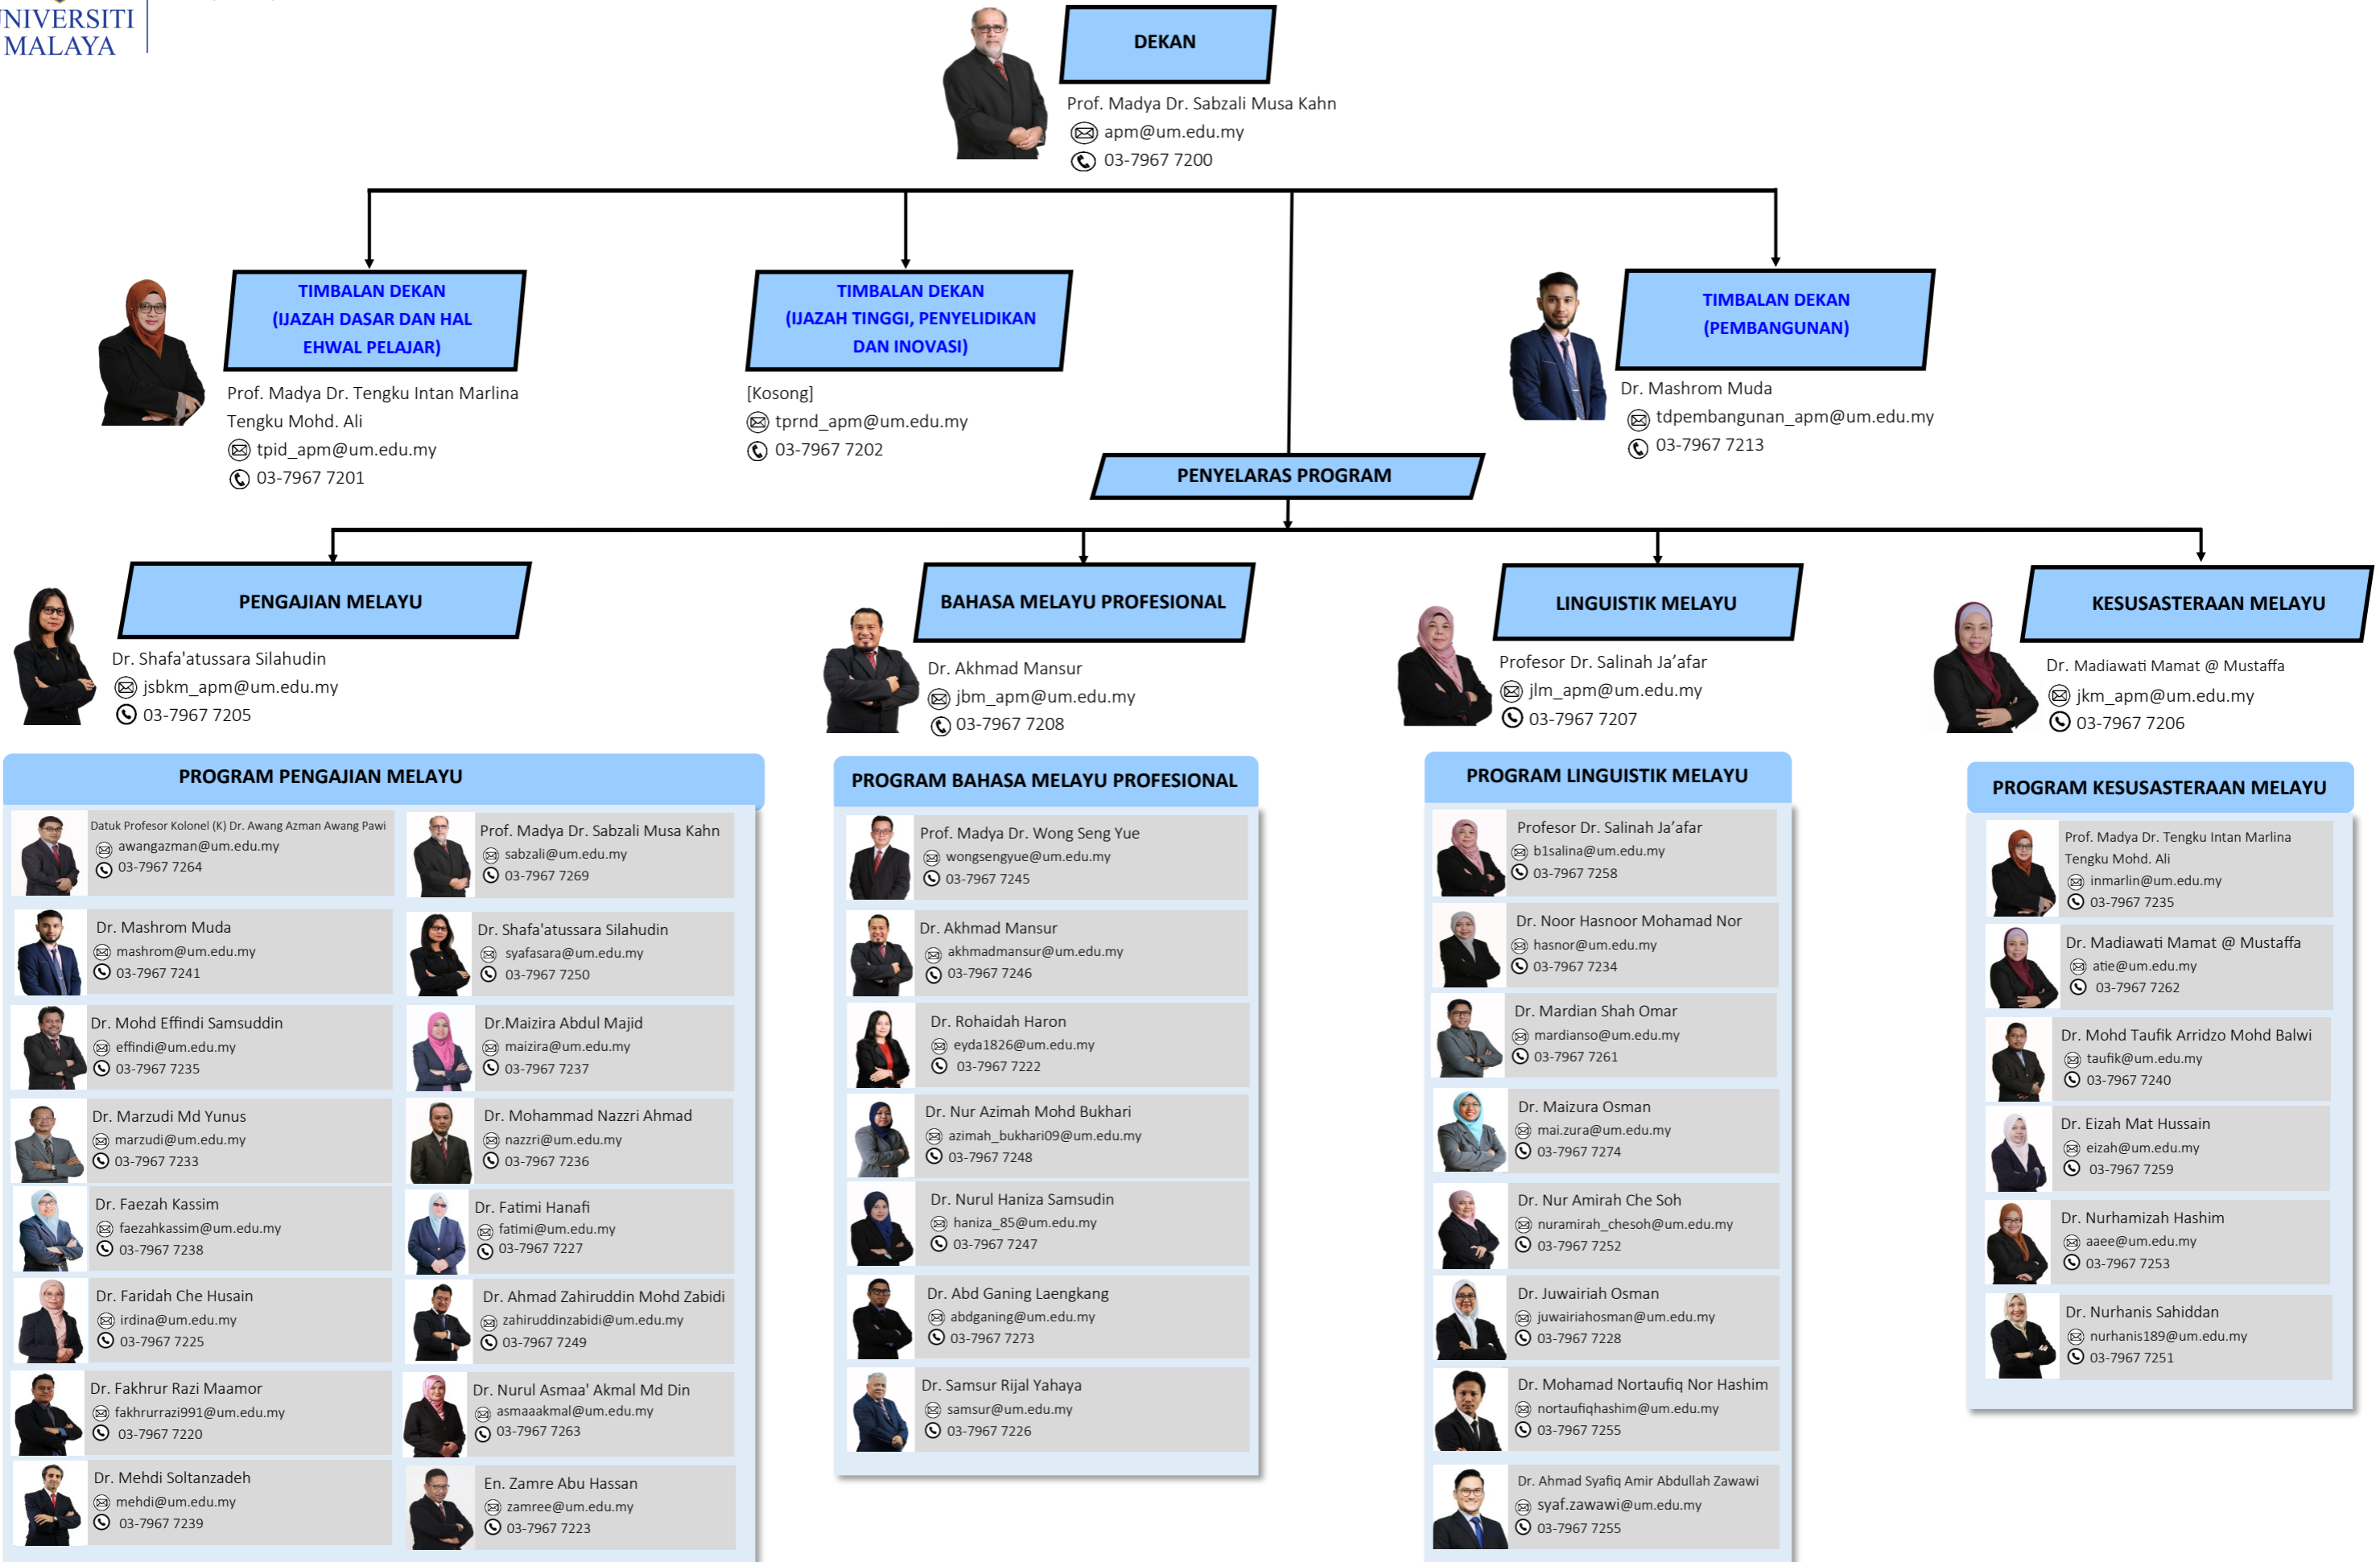 UNIVERSITI
MALAYA
DEKAN
Prof. Madya Dr. Sabzali Musa Kahn
apm@um.edu.my
03-7967 7200
TIMBALAN DEKAN
(IJAZAH DASAR DAN HAL
EHWAL PELAJAR)
Prof. Madya Dr. Tengku Intan Marlina
Tengku Mohd. Ali
tpid_apm@um.edu.my
03-7967 7201
TIMBALAN DEKAN
(IJAZAH TINGGI, PENYELIDIKAN
DAN INOVASI)
[Kosong]
tprnd_apm@um.edu.my
03-7967 7202
TIMBALAN DEKAN
(PEMBANGUNAN)
Dr. Mashrom Muda
tdpembangunan_apm@um.edu.my
03-7967 7213
PENYELARAS PROGRAM
PENGAJIAN MELAYU
Dr. Shafa'atussara Silahudin
jsbkm_apm@um.edu.my
03-7967 7205
BAHASA MELAYU PROFESIONAL
Dr. Akhmad Mansur
jbm_apm@um.edu.my
03-7967 7208
LINGUISTIK MELAYU
Profesor Dr. Salinah Ja’afar
jlm_apm@um.edu.my
03-7967 7207
KESUSASTERAAN MELAYU
Dr. Madiawati Mamat @ Mustaffa
jkm_apm@um.edu.my
03-7967 7206
PROGRAM PENGAJIAN MELAYU
Datuk Profesor Kolonel (K) Dr. Awang Azman Awang Pawi
awangazman@um.edu.my
03-7967 7264
Prof. Madya Dr. Sabzali Musa Kahn
sabzali@um.edu.my
03-7967 7269
Dr. Mashrom Muda
mashrom@um.edu.my
03-7967 7241
Dr. Shafa'atussara Silahudin
syafasara@um.edu.my
03-7967 7250
Dr. Mohd Effindi Samsuddin
effindi@um.edu.my
03-7967 7235
Dr.Maizira Abdul Majid
maizira@um.edu.my
03-7967 7237
Dr. Marzudi Md Yunus
marzudi@um.edu.my
03-7967 7233
Dr. Mohammad Nazzri Ahmad
nazzri@um.edu.my
03-7967 7236
Dr. Faezah Kassim
faezahkassim@um.edu.my
03-7967 7238
Dr. Fatimi Hanafi
fatimi@um.edu.my
03-7967 7227
Dr. Faridah Che Husain
irdina@um.edu.my
03-7967 7225
Dr. Ahmad Zahiruddin Mohd Zabidi
zahiruddinzabidi@um.edu.my
03-7967 7249
Dr. Fakhrur Razi Maamor
fakhrurrazi991@um.edu.my
03-7967 7220
Dr. Nurul Asmaa' Akmal Md Din
asmaaakmal@um.edu.my
03-7967 7263
Dr. Mehdi Soltanzadeh
mehdi@um.edu.my
03-7967 7239
En. Zamre Abu Hassan
zamree@um.edu.my
03-7967 7223
PROGRAM BAHASA MELAYU PROFESIONAL
Prof. Madya Dr. Wong Seng Yue
wongsengyue@um.edu.my
03-7967 7245
Dr. Akhmad Mansur
akhmadmansur@um.edu.my
03-7967 7246
Dr. Rohaidah Haron
eyda1826@um.edu.my
03-7967 7222
Dr. Nur Azimah Mohd Bukhari
azimah_bukhari09@um.edu.my
03-7967 7248
Dr. Nurul Haniza Samsudin
haniza_85@um.edu.my
03-7967 7247
Dr. Abd Ganing Laengkang
abdganing@um.edu.my
03-7967 7273
Dr. Samsur Rijal Yahaya
samsur@um.edu.my
03-7967 7226
PROGRAM LINGUISTIK MELAYU
Profesor Dr. Salinah Ja’afar
b1salina@um.edu.my
03-7967 7258
Dr. Noor Hasnoor Mohamad Nor
hasnor@um.edu.my
03-7967 7234
Dr. Mardian Shah Omar
mardianso@um.edu.my
03-7967 7261
Dr. Maizura Osman
mai.zura@um.edu.my
03-7967 7274
Dr. Nur Amirah Che Soh
nuramirah_chesoh@um.edu.my
03-7967 7252
Dr. Juwairiah Osman
juwairiahosman@um.edu.my
03-7967 7228
Dr. Mohamad Nortaufiq Nor Hashim
nortaufiqhashim@um.edu.my
03-7967 7255
Dr. Ahmad Syafiq Amir Abdullah Zawawi
syaf.zawawi@um.edu.my
03-7967 7255
PROGRAM KESUSASTERAAN MELAYU
Prof. Madya Dr. Tengku Intan Marlina
Tengku Mohd. Ali
inmarlin@um.edu.my
03-7967 7235
Dr. Madiawati Mamat @ Mustaffa
atie@um.edu.my
03-7967 7262
Dr. Mohd Taufik Arridzo Mohd Balwi
taufik@um.edu.my
03-7967 7240
Dr. Eizah Mat Hussain
eizah@um.edu.my
03-7967 7259
Dr. Nurhamizah Hashim
aaee@um.edu.my
03-7967 7253
Dr. Nurhanis Sahiddan
nurhanis189@um.edu.my
03-7967 7251